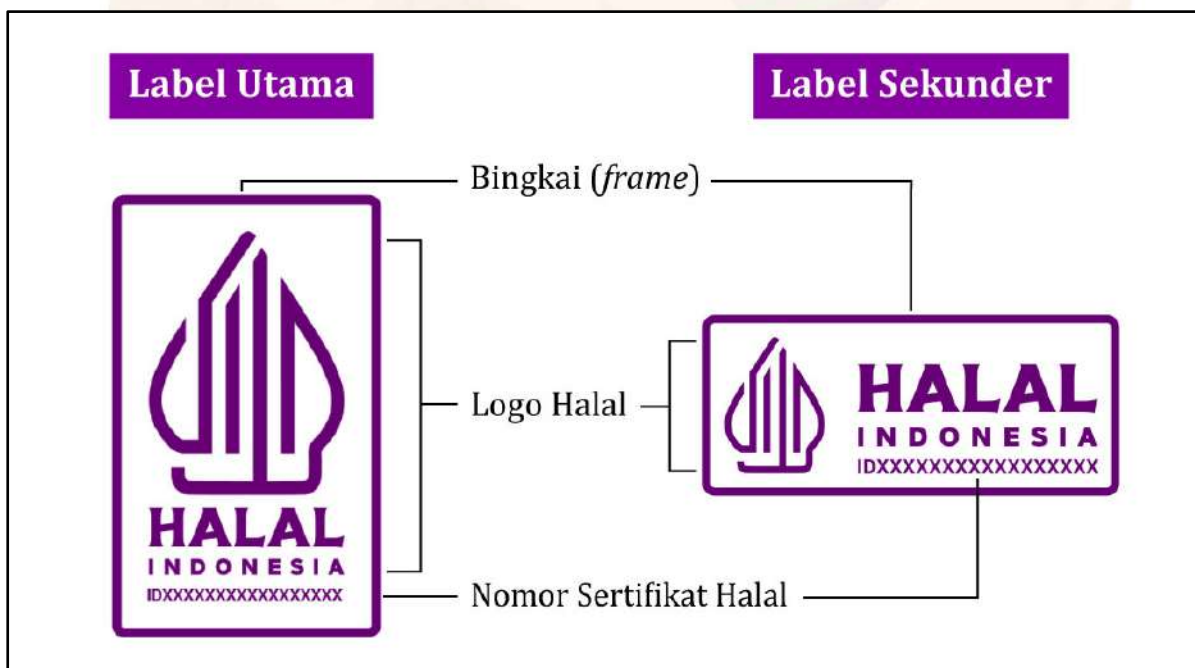 Label Utama
Label Sekunder
Bingkai (frame)
Logo Halal
HALAL
INDONESIA
IDXXXXXXXXXXXXXXXXX
HALAL
INDONESIA
IDXXXXXXXXXXXXXXXXX
Nomor Sertifikat Halal